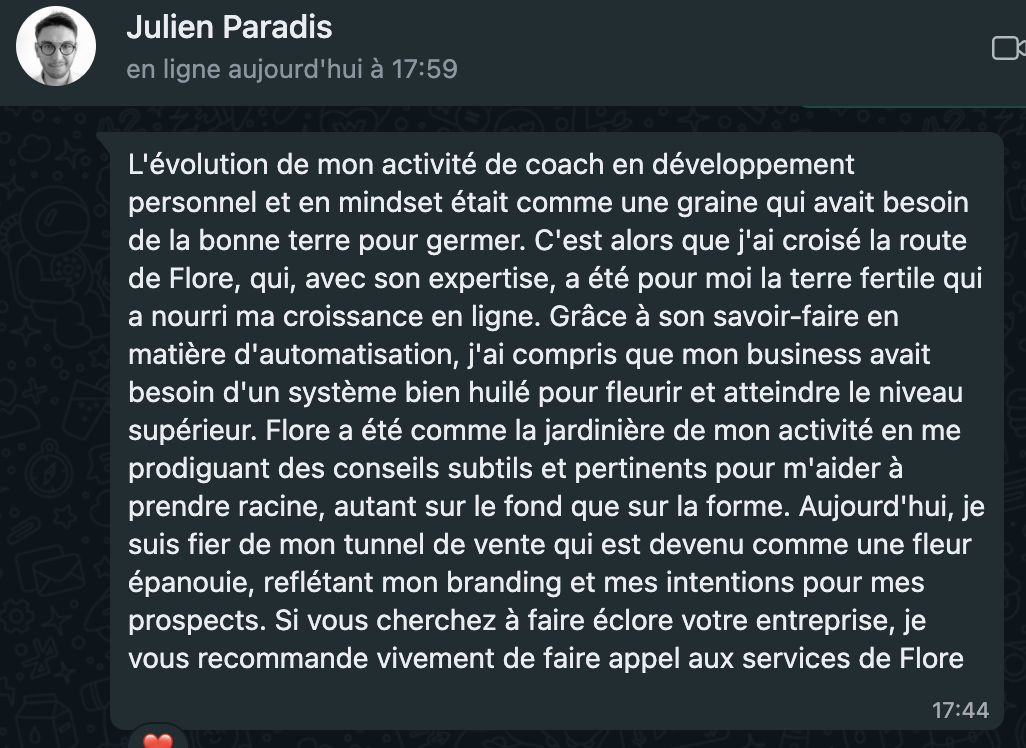 Julien Paradis
en ligne aujourd'hui à 17:59
L'évolution de mon activité de coach en développement
personnel et en mindset était comme une graine qui avait besoin
de la bonne terre pour germer. C'est alors que j'ai croisé la route
de Flore, qui, avec son expertise, a été pour moi la terre fertile qui
a nourri ma croissance en ligne. Grâce à son savoir-faire en
matière d'automatisation, j'ai compris que mon business avait
besoin d'un système bien huilé pour fleurir et atteindre le niveau
supérieur. Flore a été comme la jardinière de mon activité en me
prodiguant des conseils subtils et pertinents pour m'aider à
prendre racine, autant sur le fond que sur la forme. Aujourd'hui, je
suis fier de mon tunnel de vente qui est devenu comme une fleur
épanouie, reflétant mon branding et mes intentions pour mes
prospects. Si vous cherchez à faire éclore votre entreprise, je
vous recommande vivement de faire appel aux services de Flore
17:44